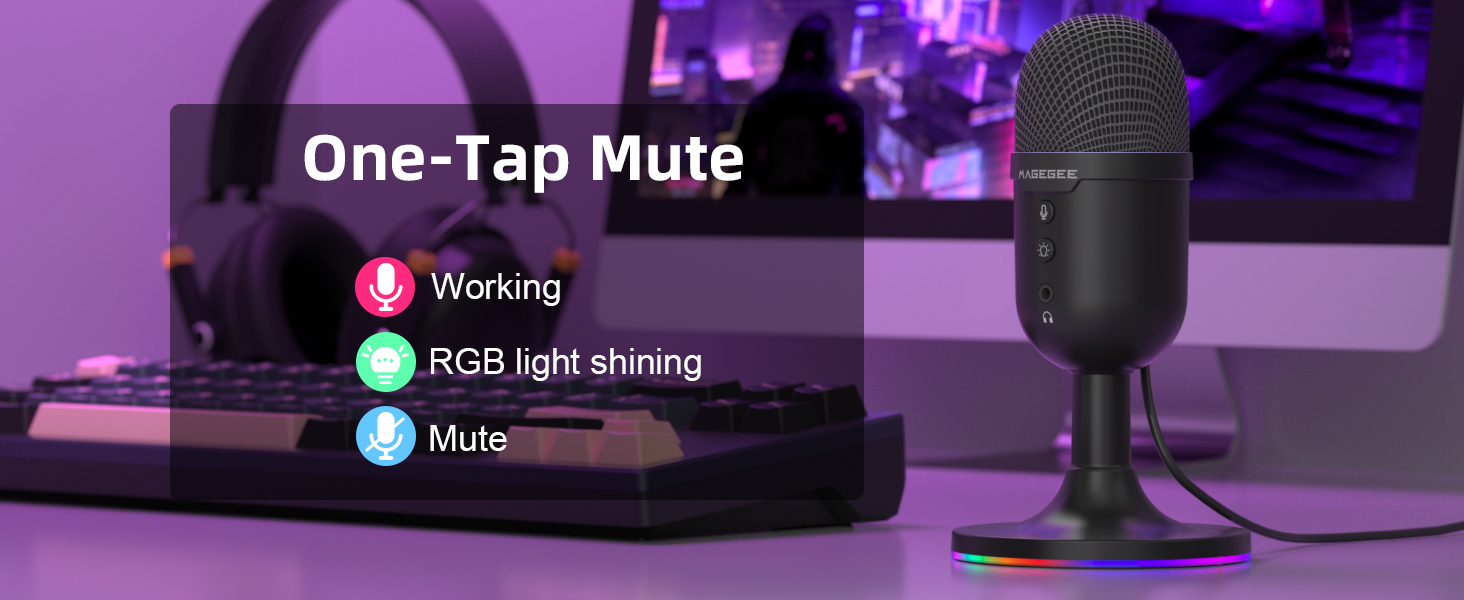 One-Tap Mute
Working
RGB light shining
Mute
MAGEGEE